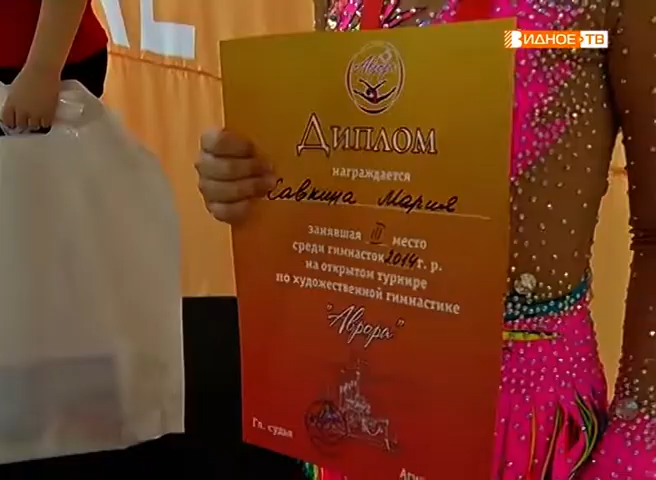 ВИДНОЕ ТВ
Аврора
ДИПЛОМ
награждается
Савкина Мария
занявшая III место
среди гимнасток 2014 г. р.
на открытом турнире
по художественной гимнастике
"Аврора"
Гл. судья